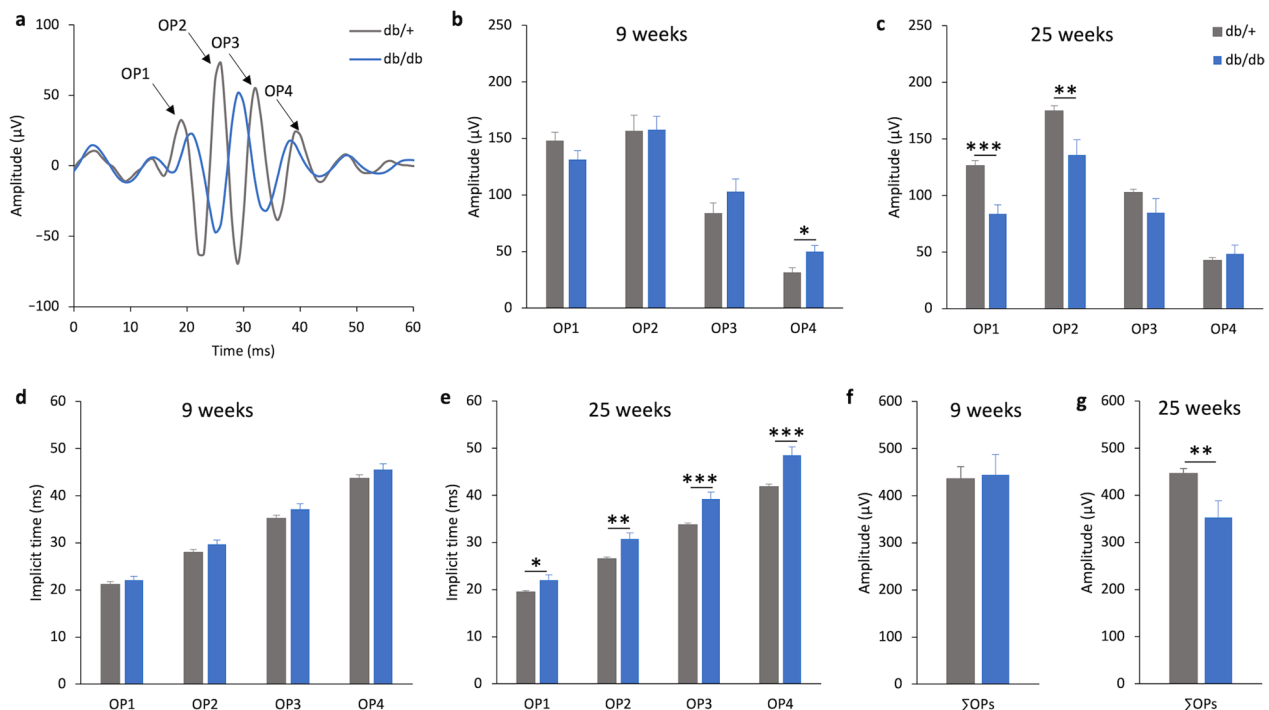 a
100
50
0
−50
−100
Amplitude (µV)
OP1
OP2
OP3
OP4
db/+
db/db
0 10 20 30 40 50 60
Time (ms)
b
9 weeks
250
200
150
100
50
0
Amplitude (µV)
*
OP1 OP2 OP3 OP4
c
25 weeks
db/+
db/db
250
200
150
100
50
0
Amplitude (µV)
***
**
OP1 OP2 OP3 OP4
d
9 weeks
60
50
40
30
20
10
0
Implicit time (ms)
OP1 OP2 OP3 OP4
e
25 weeks
60
50
40
30
20
10
0
Implicit time (ms)
*
**
***
***
OP1 OP2 OP3 OP4
f
9 weeks
600
500
400
300
200
100
0
Amplitude (µV)
∑OPs
g
25 weeks
600
500
400
300
400
600
0
Amplitude (µV)
**
∑OPs